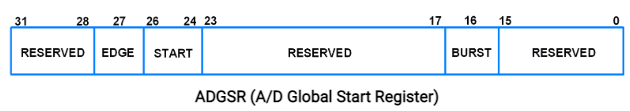 31 28 27 26 24 23 17 16 15 0
RESERVED EDGE START RESERVED BURST RESERVED
ADGSR (A/D Global Start Register)